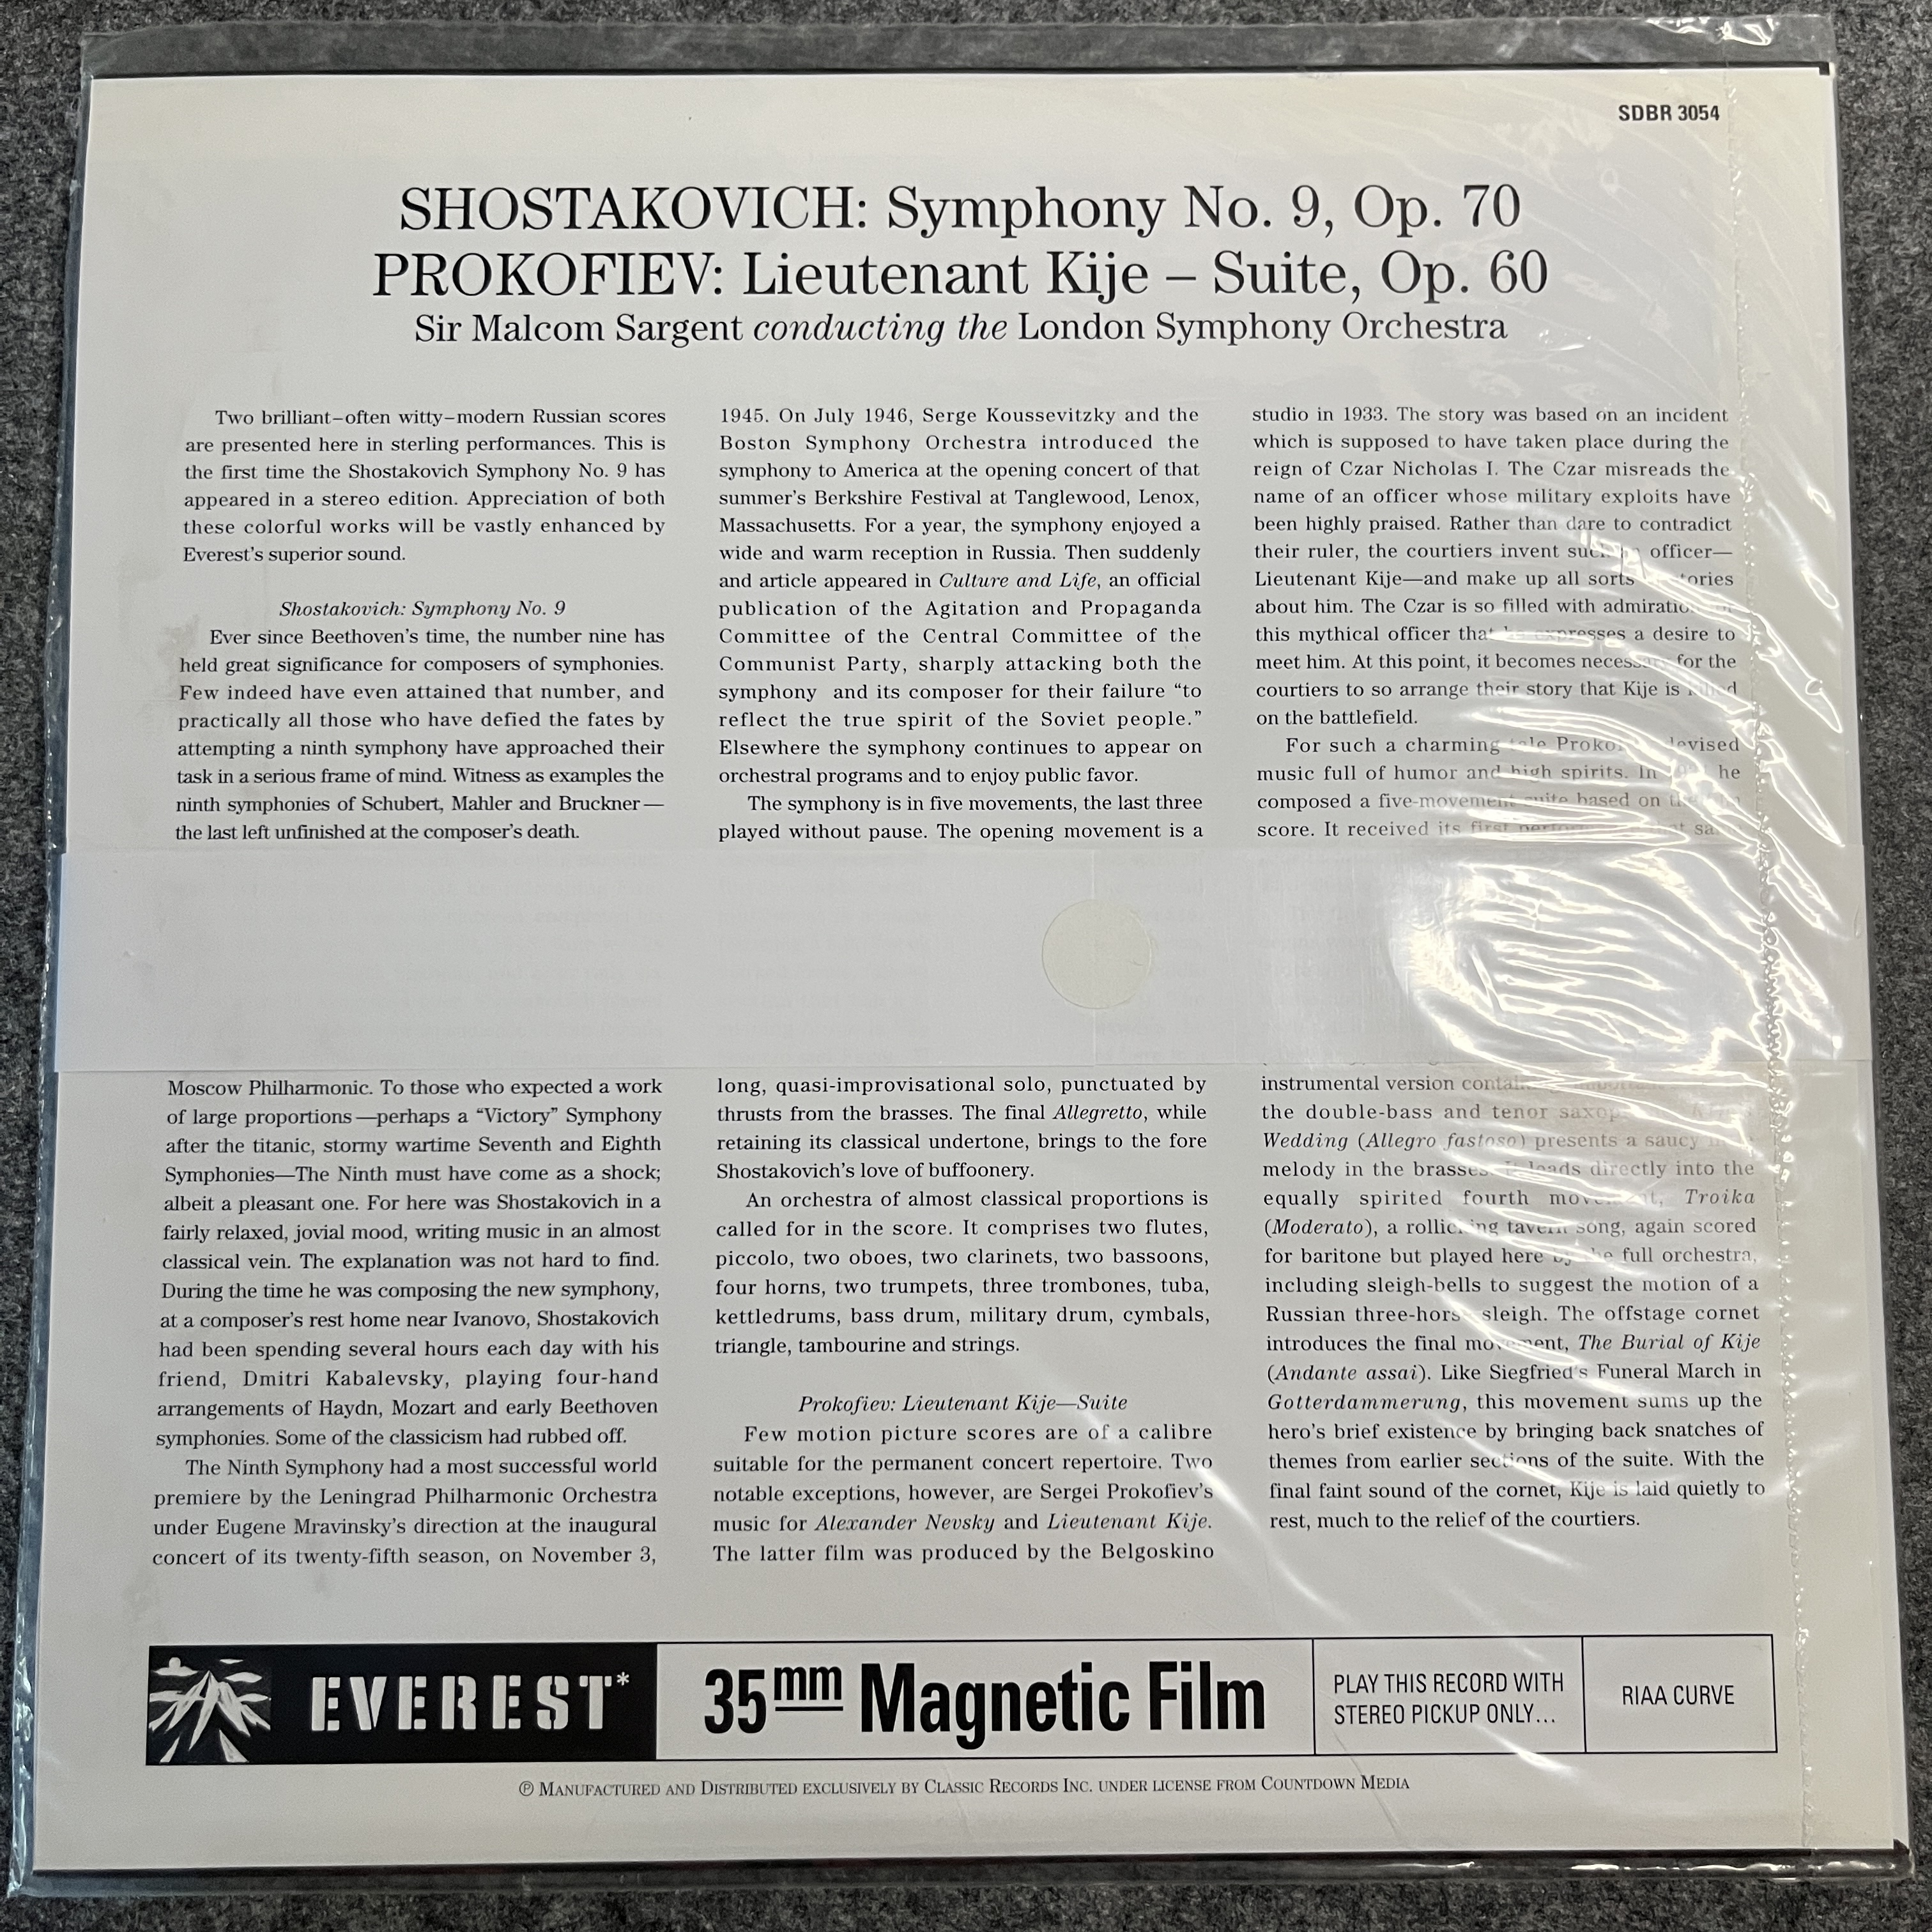 SDBR 3054
SHOSTAKOVICH: Symphony No. 9, Op. 70
PROKOFIEV: Lieutenant Kije – Suite, Op. 60
Sir Malcom Sargent conducting the London Symphony Orchestra
Two brilliant–often witty–modern Russian scores
are presented here in sterling performances. This is
the first time the Shostakovich Symphony No. 9 has
appeared in a stereo edition. Appreciation of both
these colorful works will be vastly enhanced by
Everest's superior sound.
Shostakovich: Symphony No. 9
Ever since Beethoven's time, the number nine has
held great significance for composers of symphonies.
Few indeed have even attained that number, and
practically all those who have defied the fates by
attempting a ninth symphony have approached their
task in a serious frame of mind. Witness as examples the
ninth symphonies of Schubert, Mahler and Bruckner—
the last left unfinished at the composer's death.
Moscow Philharmonic. To those who expected a work
of large proportions—perhaps a “Victory” Symphony
after the titanic, stormy wartime Seventh and Eighth
Symphonies—The Ninth must have come as a shock;
albeit a pleasant one. For here was Shostakovich in a
fairly relaxed, jovial mood, writing music in an almost
classical vein. The explanation was not hard to find.
During the time he was composing the new symphony,
at a composer's rest home near Ivanovo, Shostakovich
had been spending several hours each day with his
friend, Dmitri Kabalevsky, playing four-hand
arrangements of Haydn, Mozart and early Beethoven
symphonies. Some of the classicism had rubbed off.
The Ninth Symphony had a most successful world
premiere by the Leningrad Philharmonic Orchestra
under Eugene Mravinsky's direction at the inaugural
concert of its twenty-fifth season, on November 3,
1945. On July 1946, Serge Koussevitzky and the
Boston Symphony Orchestra introduced the
symphony to America at the opening concert of that
summer's Berkshire Festival at Tanglewood, Lenox,
Massachusetts. For a year, the symphony enjoyed a
wide and warm reception in Russia. Then suddenly
and article appeared in Culture and Life, an official
publication of the Agitation and Propaganda
Committee of the Central Committee of the
Communist Party, sharply attacking both the
symphony and its composer for their failure “to
reflect the true spirit of the Soviet people.”
Elsewhere the symphony continues to appear on
orchestral programs and to enjoy public favor.
The symphony is in five movements, the last three
played without pause. The opening movement is a
long, quasi-improvisational solo, punctuated by
thrusts from the brasses. The final Allegretto, while
retaining its classical undertone, brings to the fore
Shostakovich's love of buffoonery.
An orchestra of almost classical proportions is
called for in the score. It comprises two flutes,
piccolo, two oboes, two clarinets, two bassoons,
four horns, two trumpets, three trombones, tuba,
kettledrums, bass drum, military drum, cymbals,
triangle, tambourine and strings.
Prokofiev: Lieutenant Kije—Suite
Few motion picture scores are of a calibre
suitable for the permanent concert repertoire. Two
notable exceptions, however, are Sergei Prokofiev's
music for Alexander Nevsky and Lieutenant Kije.
The latter film was produced by the Belgoskino
studio in 1933. The story was based on an incident
which is supposed to have taken place during the
reign of Czar Nicholas I. The Czar misreads the
name of an officer whose military exploits have
been highly praised. Rather than dare to contradict
their ruler, the courtiers invent officer—
Lieutenant Kije—and make up all sorts
about him. The Czar is so filled with admiration
this mythical officer that expresses a desire to
meet him. At this point, it becomes necessary for the
courtiers to so arrange their story that Kije is
on the battlefield.
For such a charming tale devised
music full of humor and high spirits. In he
composed a five-movement suite based on
score. It received its first
instrumental version
the double-bass and tenor
Wedding (Allegro fastoso) presents a saucy
melody in the brasses. It leads directly into the
equally spirited fourth movement, Troika
(Moderato), a rollicking tavern song, again scored
for baritone but played here by the full orchestra,
including sleigh-bells to suggest the motion of a
Russian three-horse sleigh. The offstage cornet
introduces the final movement, The Burial of Kije
(Andante assai). Like Siegfried's Funeral March in
Gotterdammerung, this movement sums up the
hero's brief existence by bringing back snatches of
themes from earlier sections of the suite. With the
final faint sound of the cornet, Kije is laid quietly to
rest, much to the relief of the courtiers.
EVEREST*
35mm Magnetic Film
PLAY THIS RECORD WITH
STEREO PICKUP ONLY...
RIAA CURVE
℗ MANUFACTURED AND DISTRIBUTED EXCLUSIVELY BY CLASSIC RECORDS INC. UNDER LICENSE FROM COUNTDOWN MEDIA